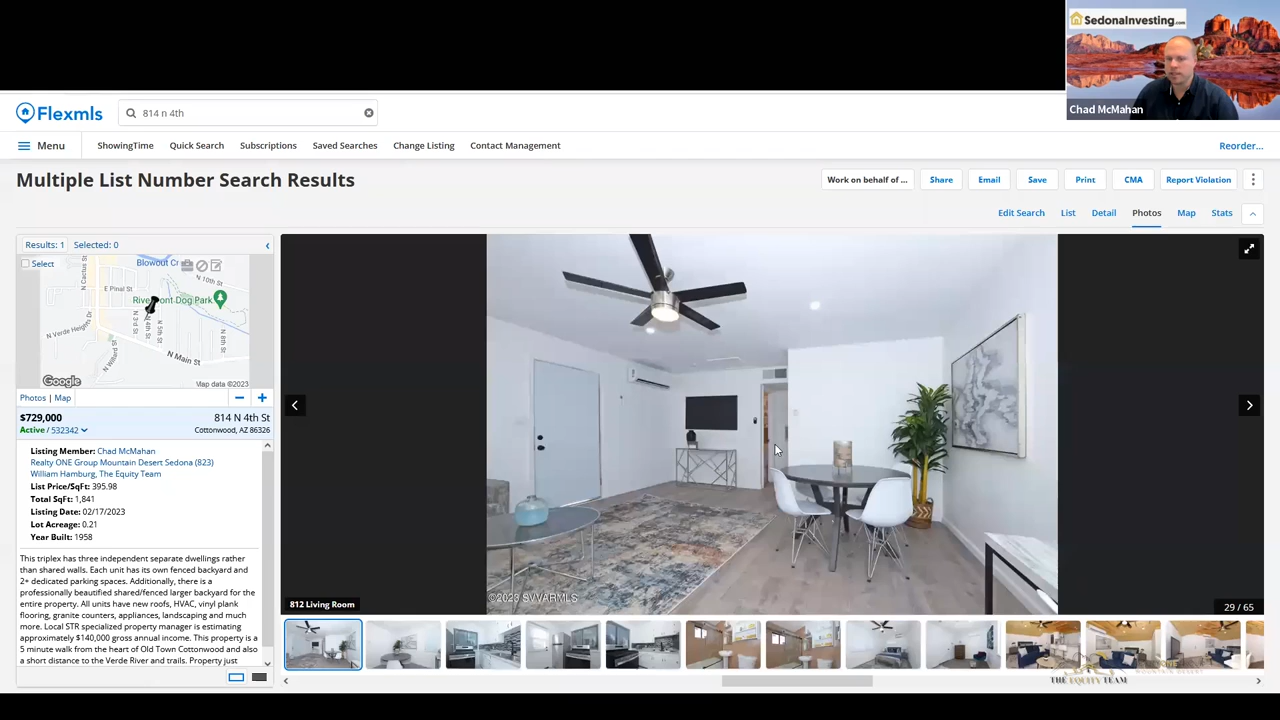 SedonaInvesting.com
Chad McMahan
Flexmls
814 n 4th
Menu
ShowingTime
Quick Search
Subscriptions
Saved Searches
Change Listing
Contact Management
Reorder...
Multiple List Number Search Results
Work on behalf of ...
Share
Email
Save
Print
CMA
Report Violation
Edit Search
List
Detail
Photos
Map
Stats
Results: 1
Selected: 0
Select
Blowout Cr
N 10th St
N Cactus St
E Pinal St
Riverfront Dog Park
N 3rd St
N 4th St
N 5th St
N Verde Heights Dr
N Willard St
N 8th St
N Main St
Google
Map data ©2023
Photos | Map
$729,000
814 N 4th St
Active / 532342
Cottonwood, AZ 86326
Listing Member: Chad McMahan
Realty ONE Group Mountain Desert Sedona (823)
William Hamburg, The Equity Team
List Price/SqFt: 395.98
Total SqFt: 1,841
Listing Date: 02/17/2023
Lot Acreage: 0.21
Year Built: 1958
This triplex has three independent separate dwellings rather
than shared walls. Each unit has its own fenced backyard and
2+ dedicated parking spaces. Additionally, there is a
professionally beautified shared/fenced larger backyard for the
entire property. All units have new roofs, HVAC, vinyl plank
flooring, granite counters, appliances, landscaping and much
more. Local STR specialized property manager is estimating
approximately $140,000 gross annual income. This property is a
5 minute walk from the heart of Old Town Cottonwood and also
a short distance to the Verde River and trails. Property just
©2023 SVVARMLS
812 Living Room
29 / 65
THE EQUITY TEAM
MOUNTAIN DESERT